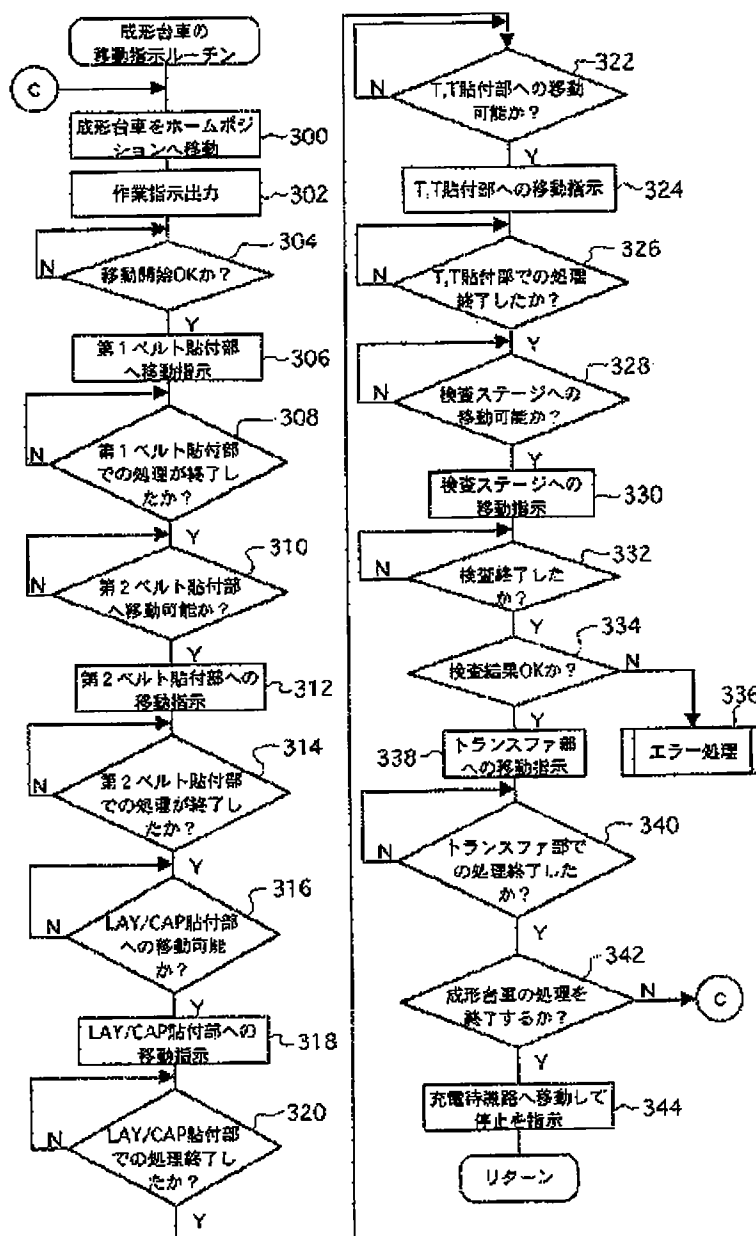 成形台車の
移動指示ルーチン
C
成形台車をホームポジ
ションへ移動
300
作業指示出力
302
304
移動開始OKか?
N
Y
第1ベルト貼付部
へ移動指示
306
308
第1ベルト貼付部
での処理が終了し
たか?
N
Y
310
第2ベルト貼付部
へ移動可能か?
N
Y
第2ベルト貼付部への
移動指示
312
314
第2ベルト貼付部
での処理が終了し
たか?
N
Y
316
LAY/CAP貼付部
への移動可能
か?
N
Y
LAY/CAP貼付部への
移動指示
318
320
LAY/CAP貼付部
での処理終了し
たか?
N
Y
322
T,T貼付部への移動
可能か?
N
Y
T,T貼付部への移動指示
324
326
T,T貼付部での処理
終了したか?
N
Y
328
検査ステージへの
移動可能か?
N
Y
検査ステージへの
移動指示
330
332
検査終了した
か?
N
Y
334
検査結果OKか?
N
Y
336
エラー処理
338
トランスファ部
への移動指示
340
トランスファ部で
の処理終了した
か?
N
Y
342
成形台車の処理を
終了するか?
N
C
Y
充電待機路へ移動して
停止を指示
344
リターン